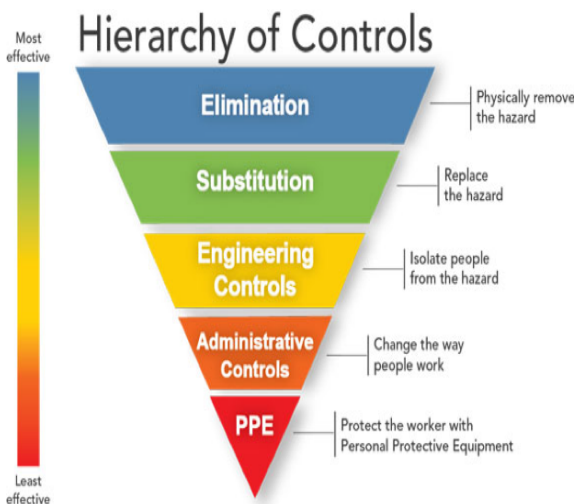 Hierarchy of Controls
Most
effective
Elimination
Physically remove
the hazard
Substitution
Replace
the hazard
Engineering
Controls
Isolate people
from the hazard
Administrative
Controls
Change the way
people work
PPE
Protect the worker with
Personal Protective Equipment
Least
effective